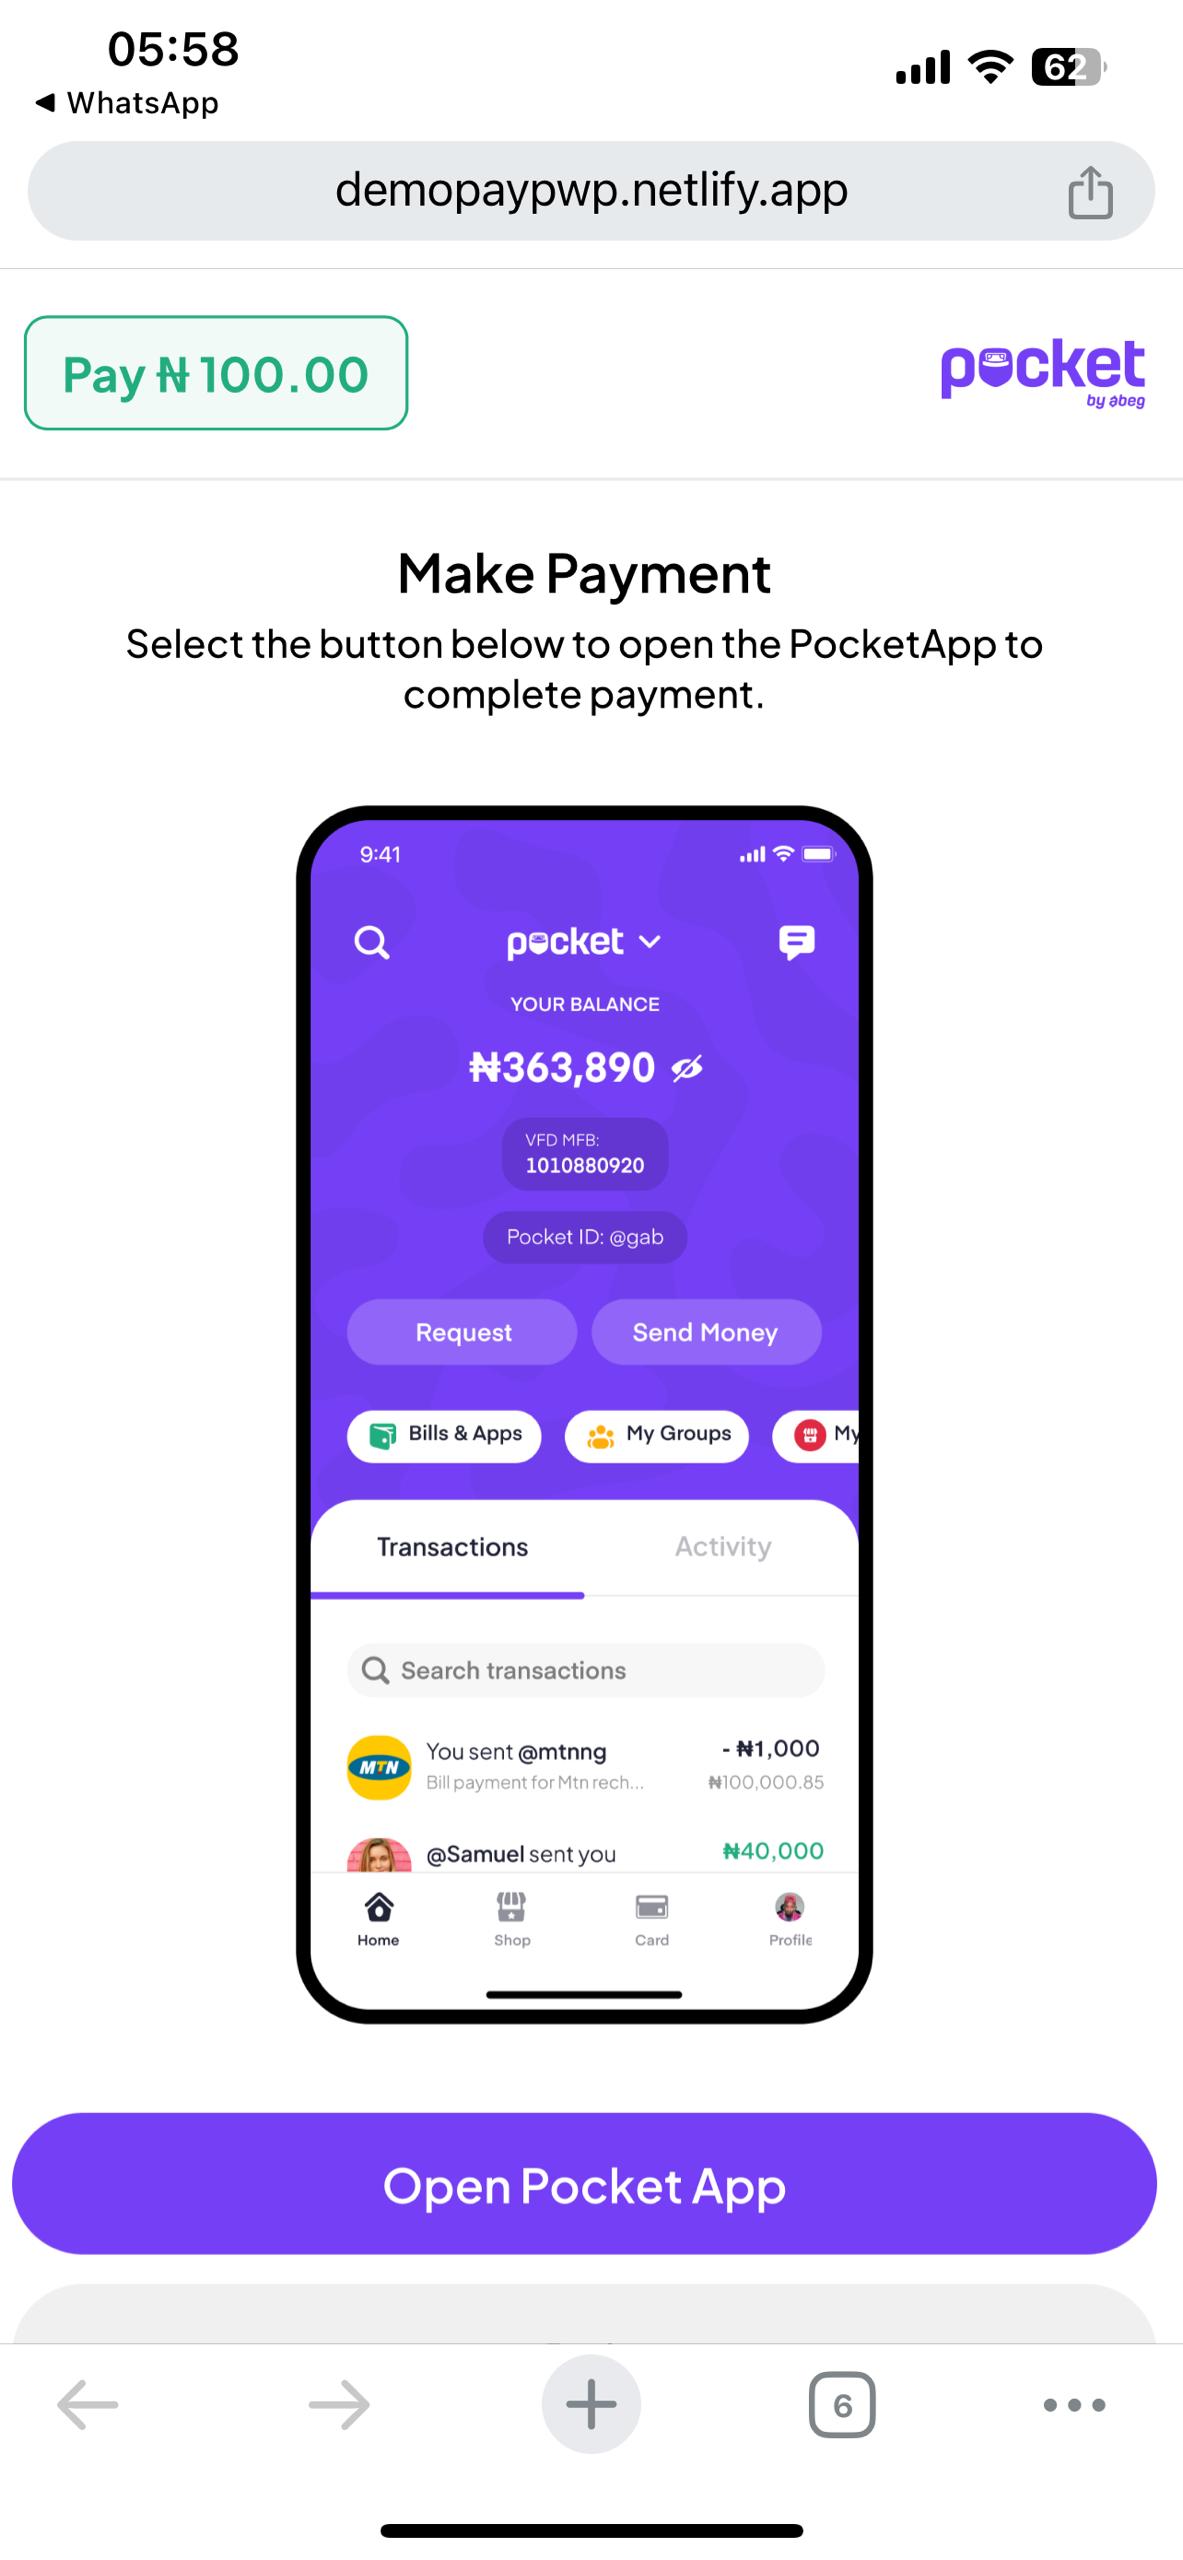 05:58
62
WhatsApp
demopaypwp.netlify.app
Pay ₦ 100.00
pocket
by abeg
Make Payment
Select the button below to open the PocketApp to
complete payment.
9:41
pocket
YOUR BALANCE
₦363,890
VFD MFB:
1010880920
Pocket ID: @gab
Request
Send Money
Bills & Apps
My Groups
My
Transactions
Activity
Search transactions
MTN
You sent @mtnng
- ₦1,000
Bill payment for Mtn rech...
₦100,000.85
@Samuel sent you
₦40,000
Home
Shop
Card
Profile
Open Pocket App
6